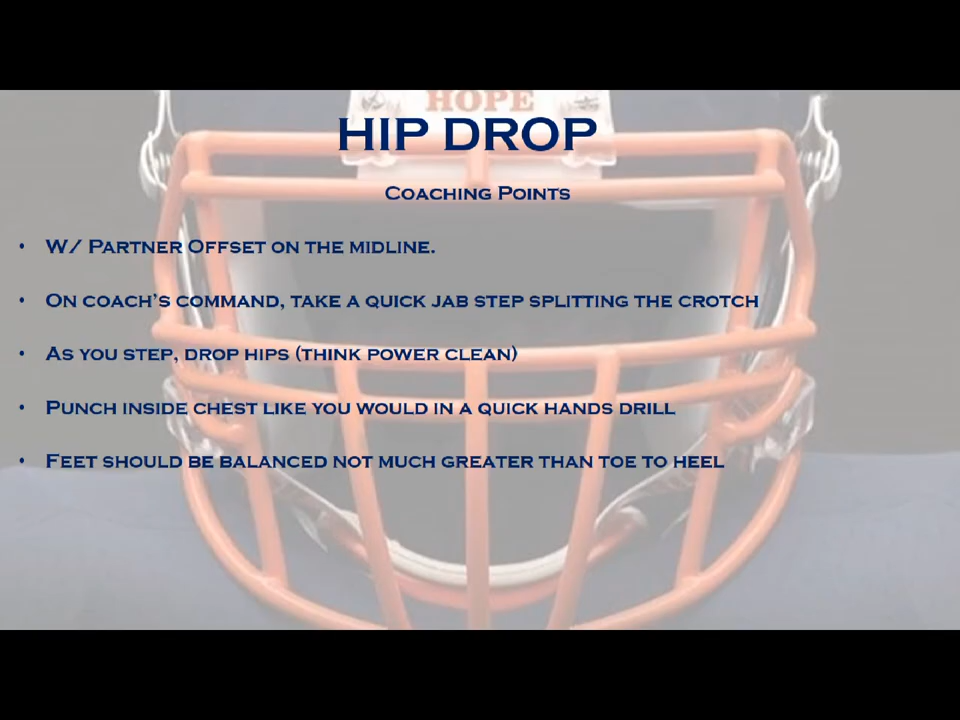 HOPE
HIP DROP
COACHING POINTS
• W/ PARTNER OFFSET ON THE MIDLINE.
• ON COACH'S COMMAND, TAKE A QUICK JAB STEP SPLITTING THE CROTCH
• AS YOU STEP, DROP HIPS (THINK POWER CLEAN)
• PUNCH INSIDE CHEST LIKE YOU WOULD IN A QUICK HANDS DRILL
• FEET SHOULD BE BALANCED NOT MUCH GREATER THAN TOE TO HEEL